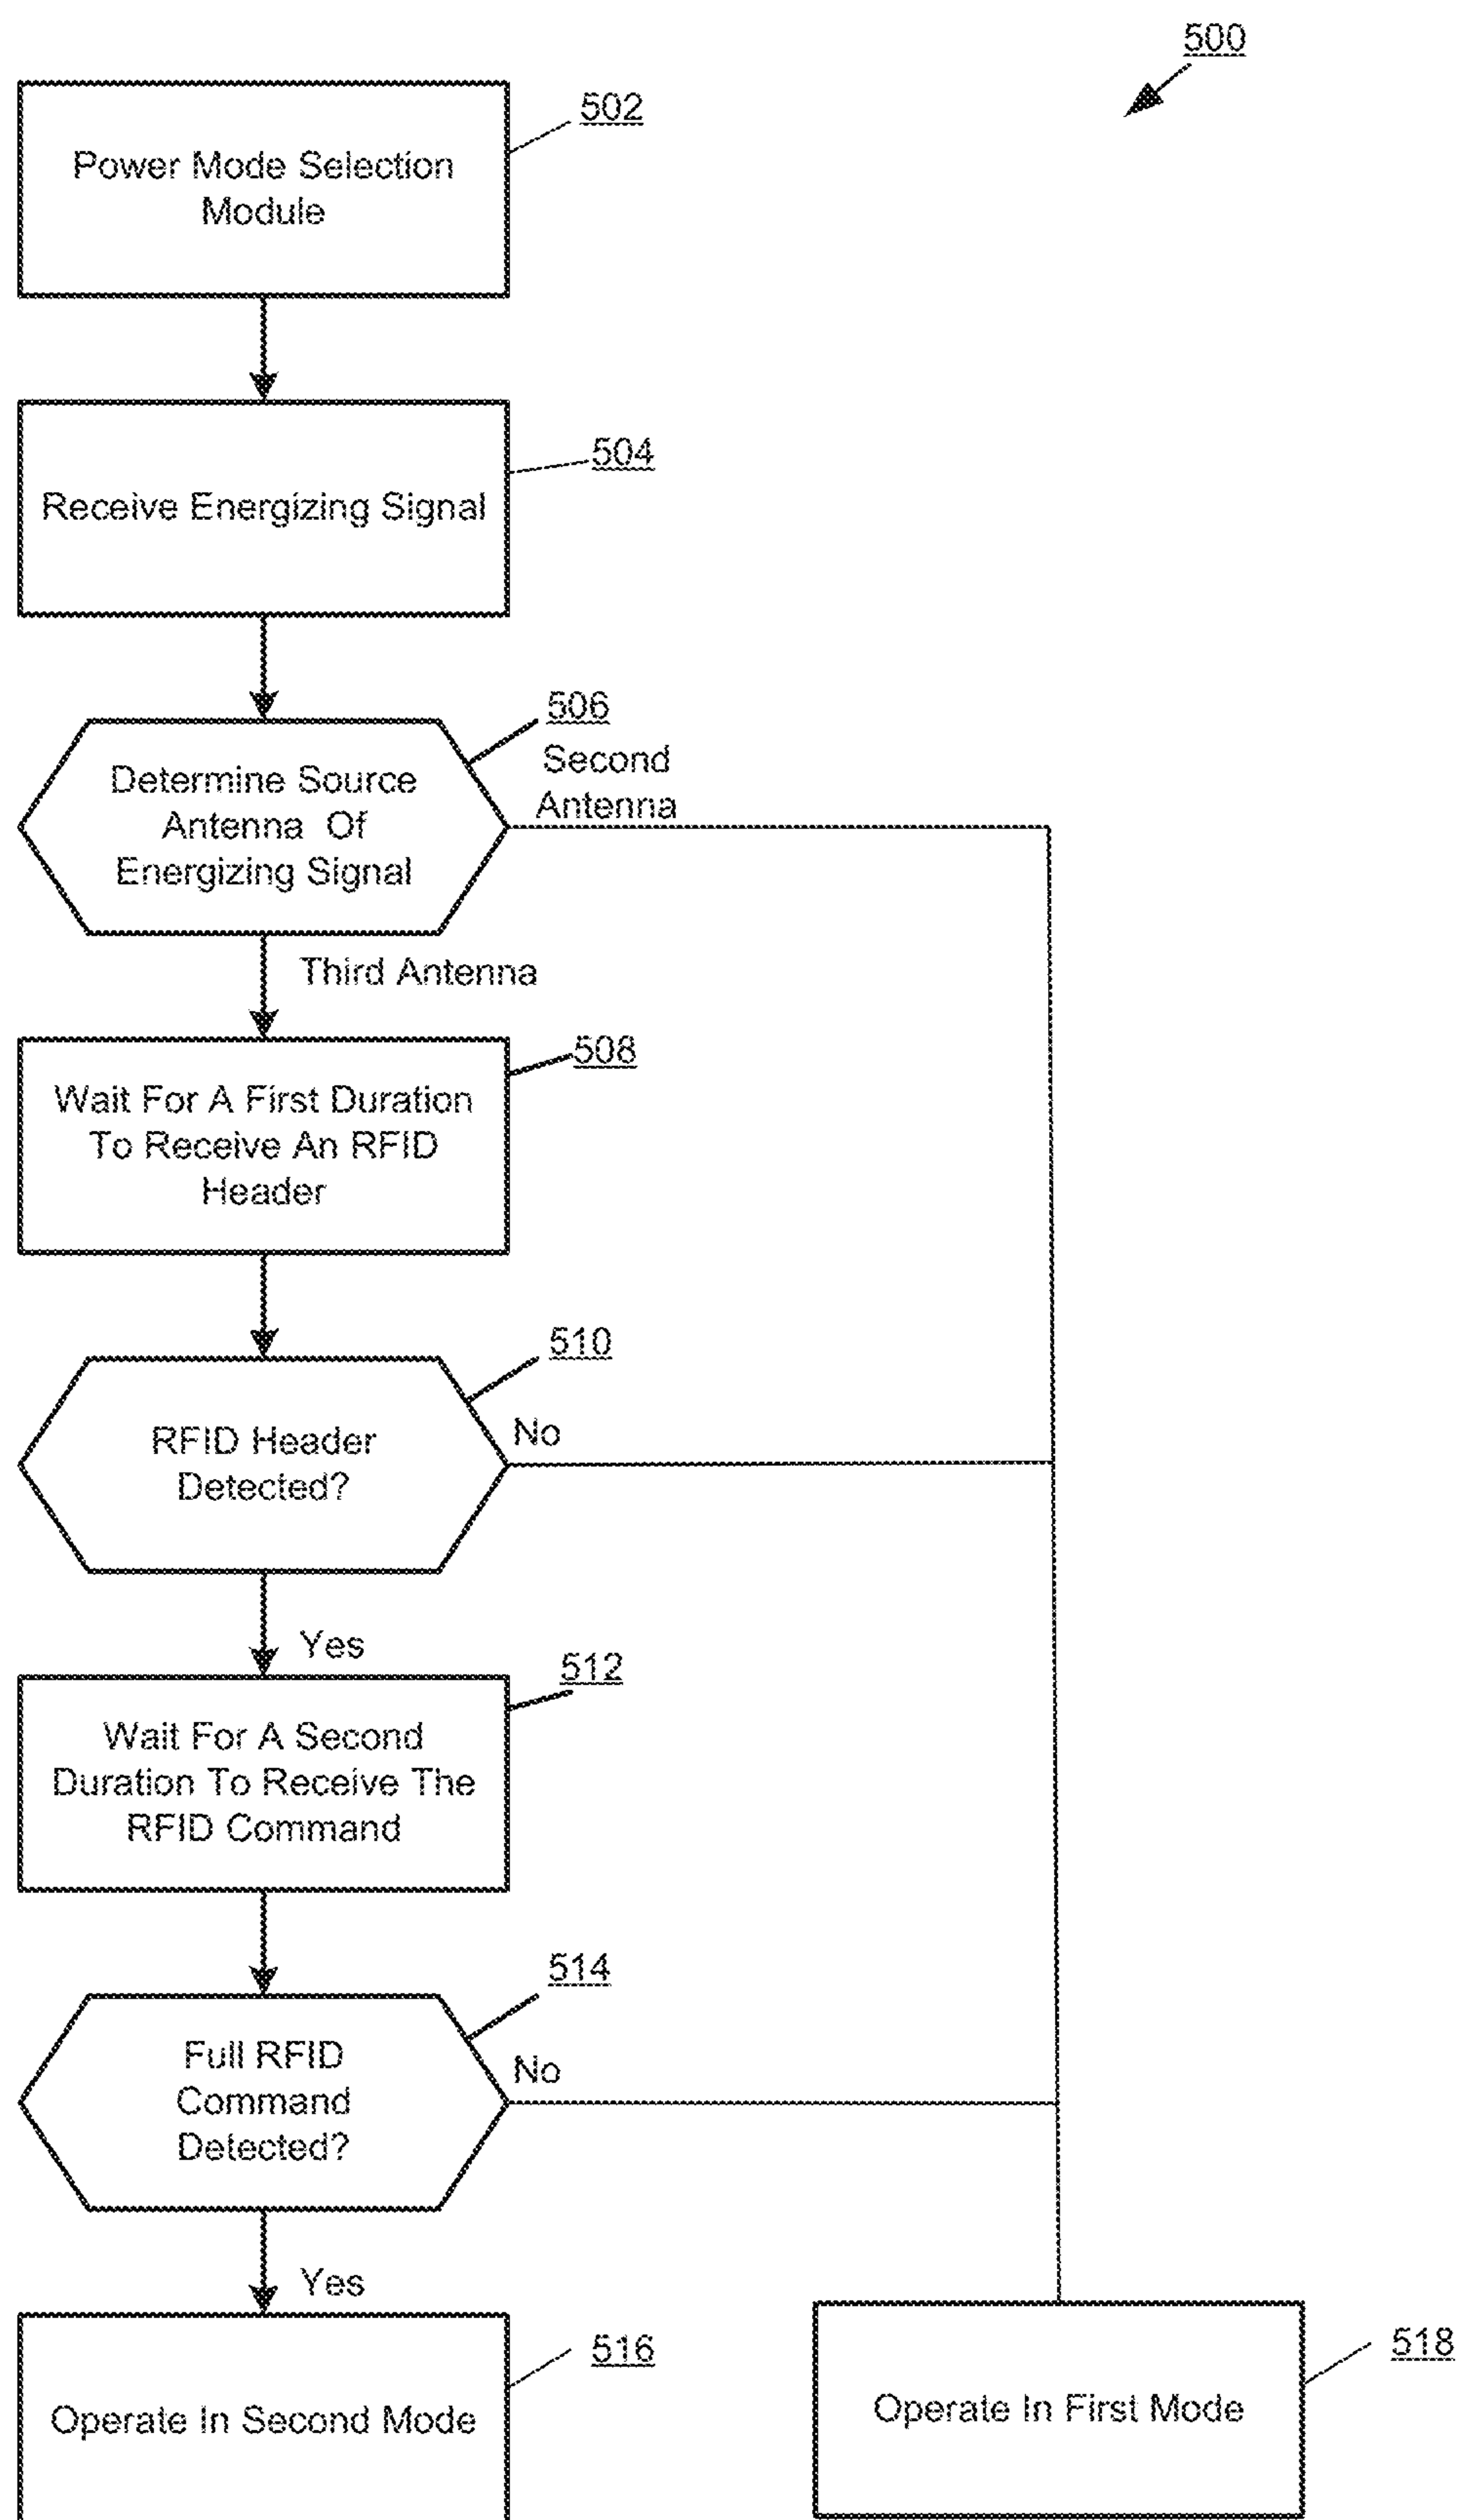 500
502
Power Mode Selection
Module
504
Receive Energizing Signal
506
Second
Antenna
Determine Source
Antenna Of
Energizing Signal
Third Antenna
508
Wait For A First Duration
To Receive An RFID
Header
510
No
RFID Header
Detected?
Yes
512
Wait For A Second
Duration To Receive The
RFID Command
514
No
Full RFID
Command
Detected?
Yes
516
Operate In Second Mode
518
Operate In First Mode